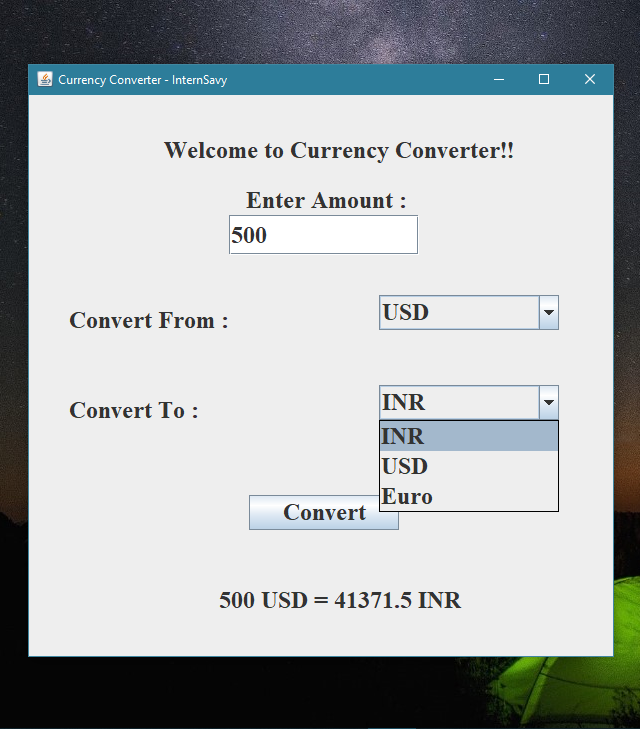 Currency Converter - InternSavy
Welcome to Currency Converter!!
Enter Amount :
500
Convert From :
USD
Convert To :
INR
INR
USD
Euro
Convert
500 USD = 41371.5 INR